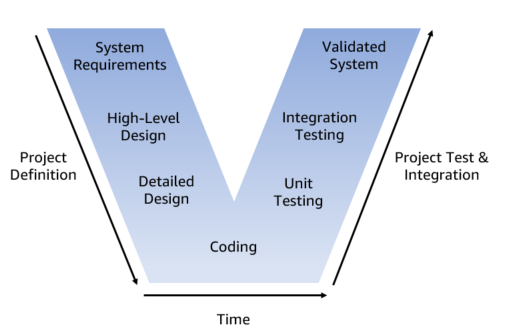 System
Requirements
High-Level
Design
Detailed
Design
Coding
Unit
Testing
Integration
Testing
Validated
System
Project
Definition
Project Test &
Integration
Time